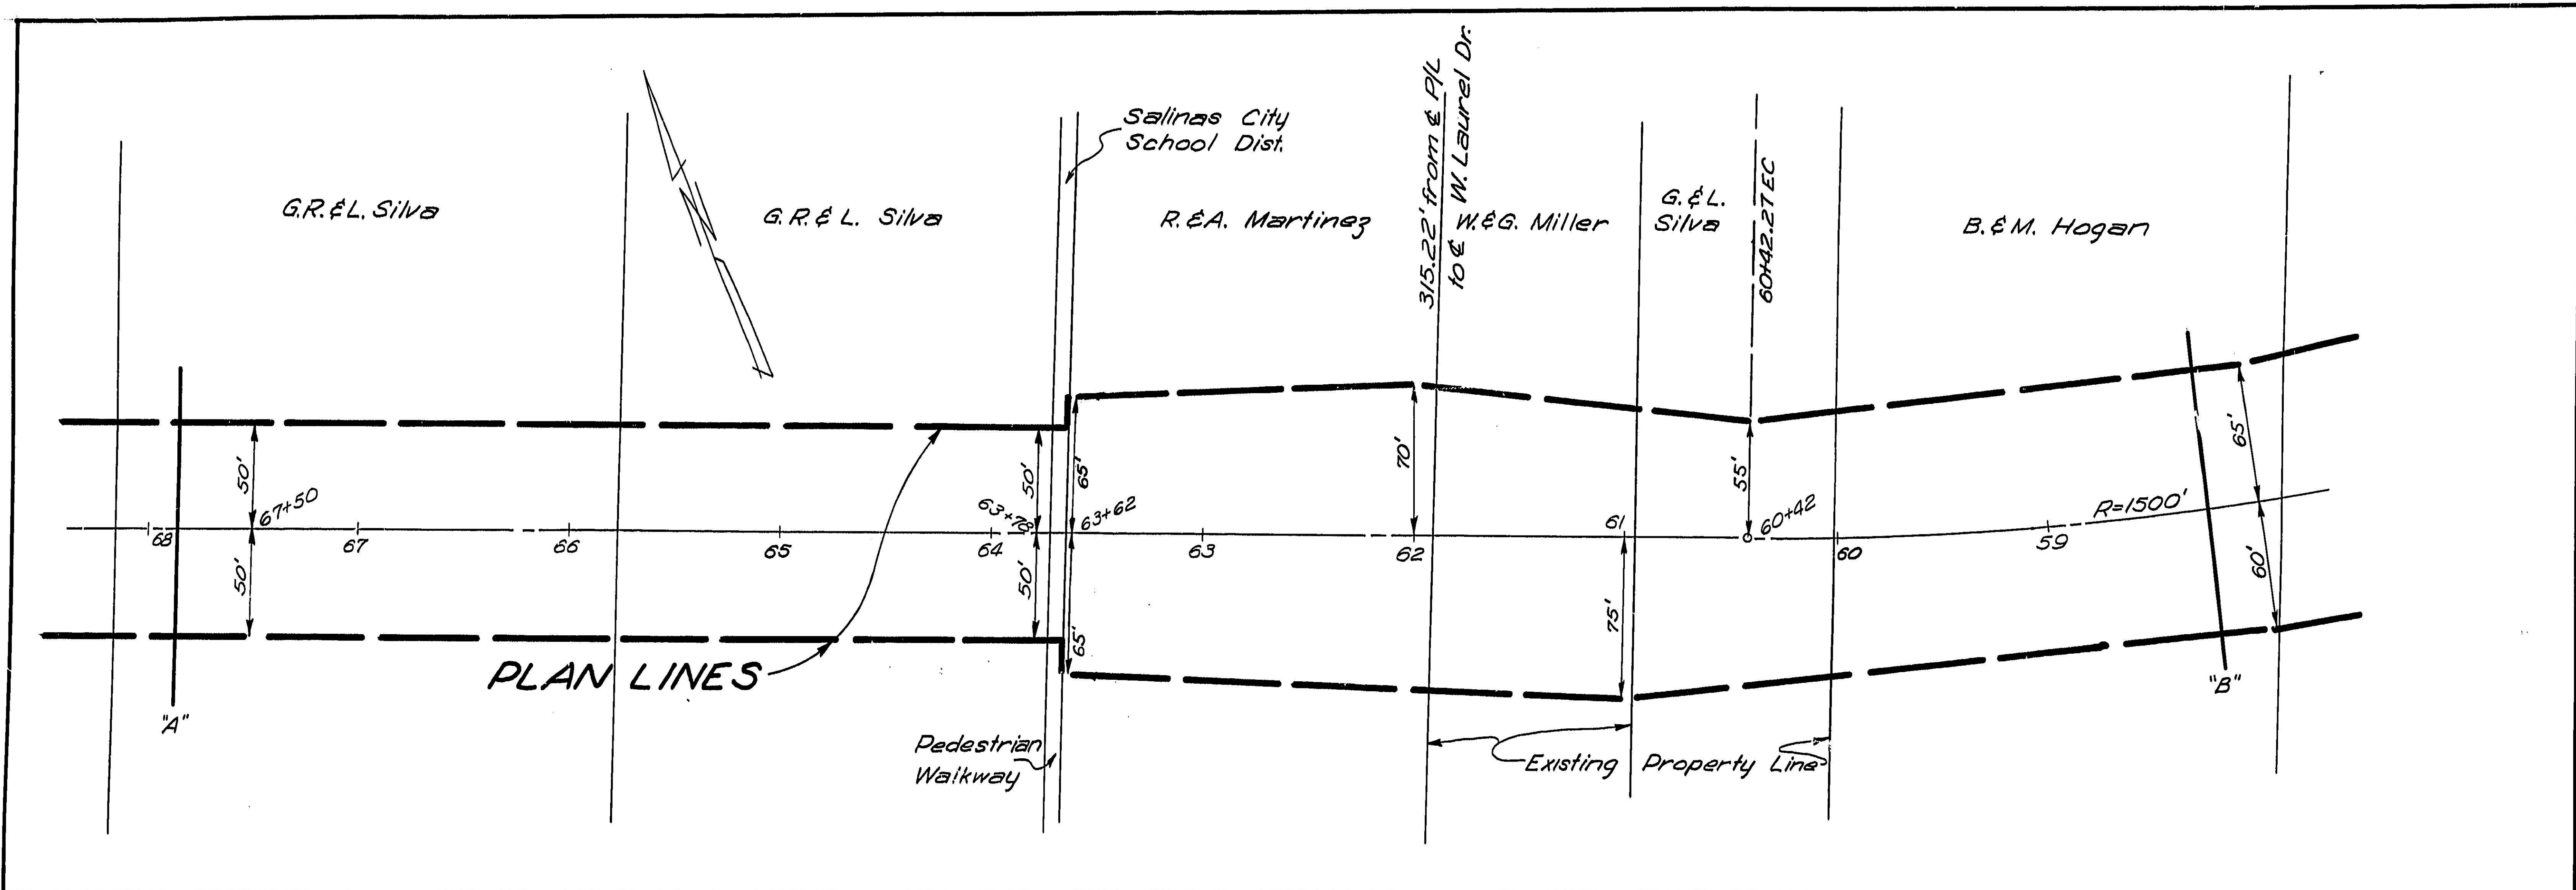 Salinas City
School Dist.
315.22' from ⅊ P/L
to ⅊ W. Laurel Dr.
60+42.27 EC
G.R.&L. Silva
G.R.& L. Silva
R.&A. Martinez
W.&G. Miller
G.&L.
Silva
B.&M. Hogan
50'
67+50
50'
50'
63+78
50'
65'
63+62
65'
70'
75'
55'
60+42
R=1500'
65'
60'
68
67
66
65
64
63
62
61
60
59
PLAN LINES
"A"
"B"
Pedestrian
Walkway
Existing Property Line